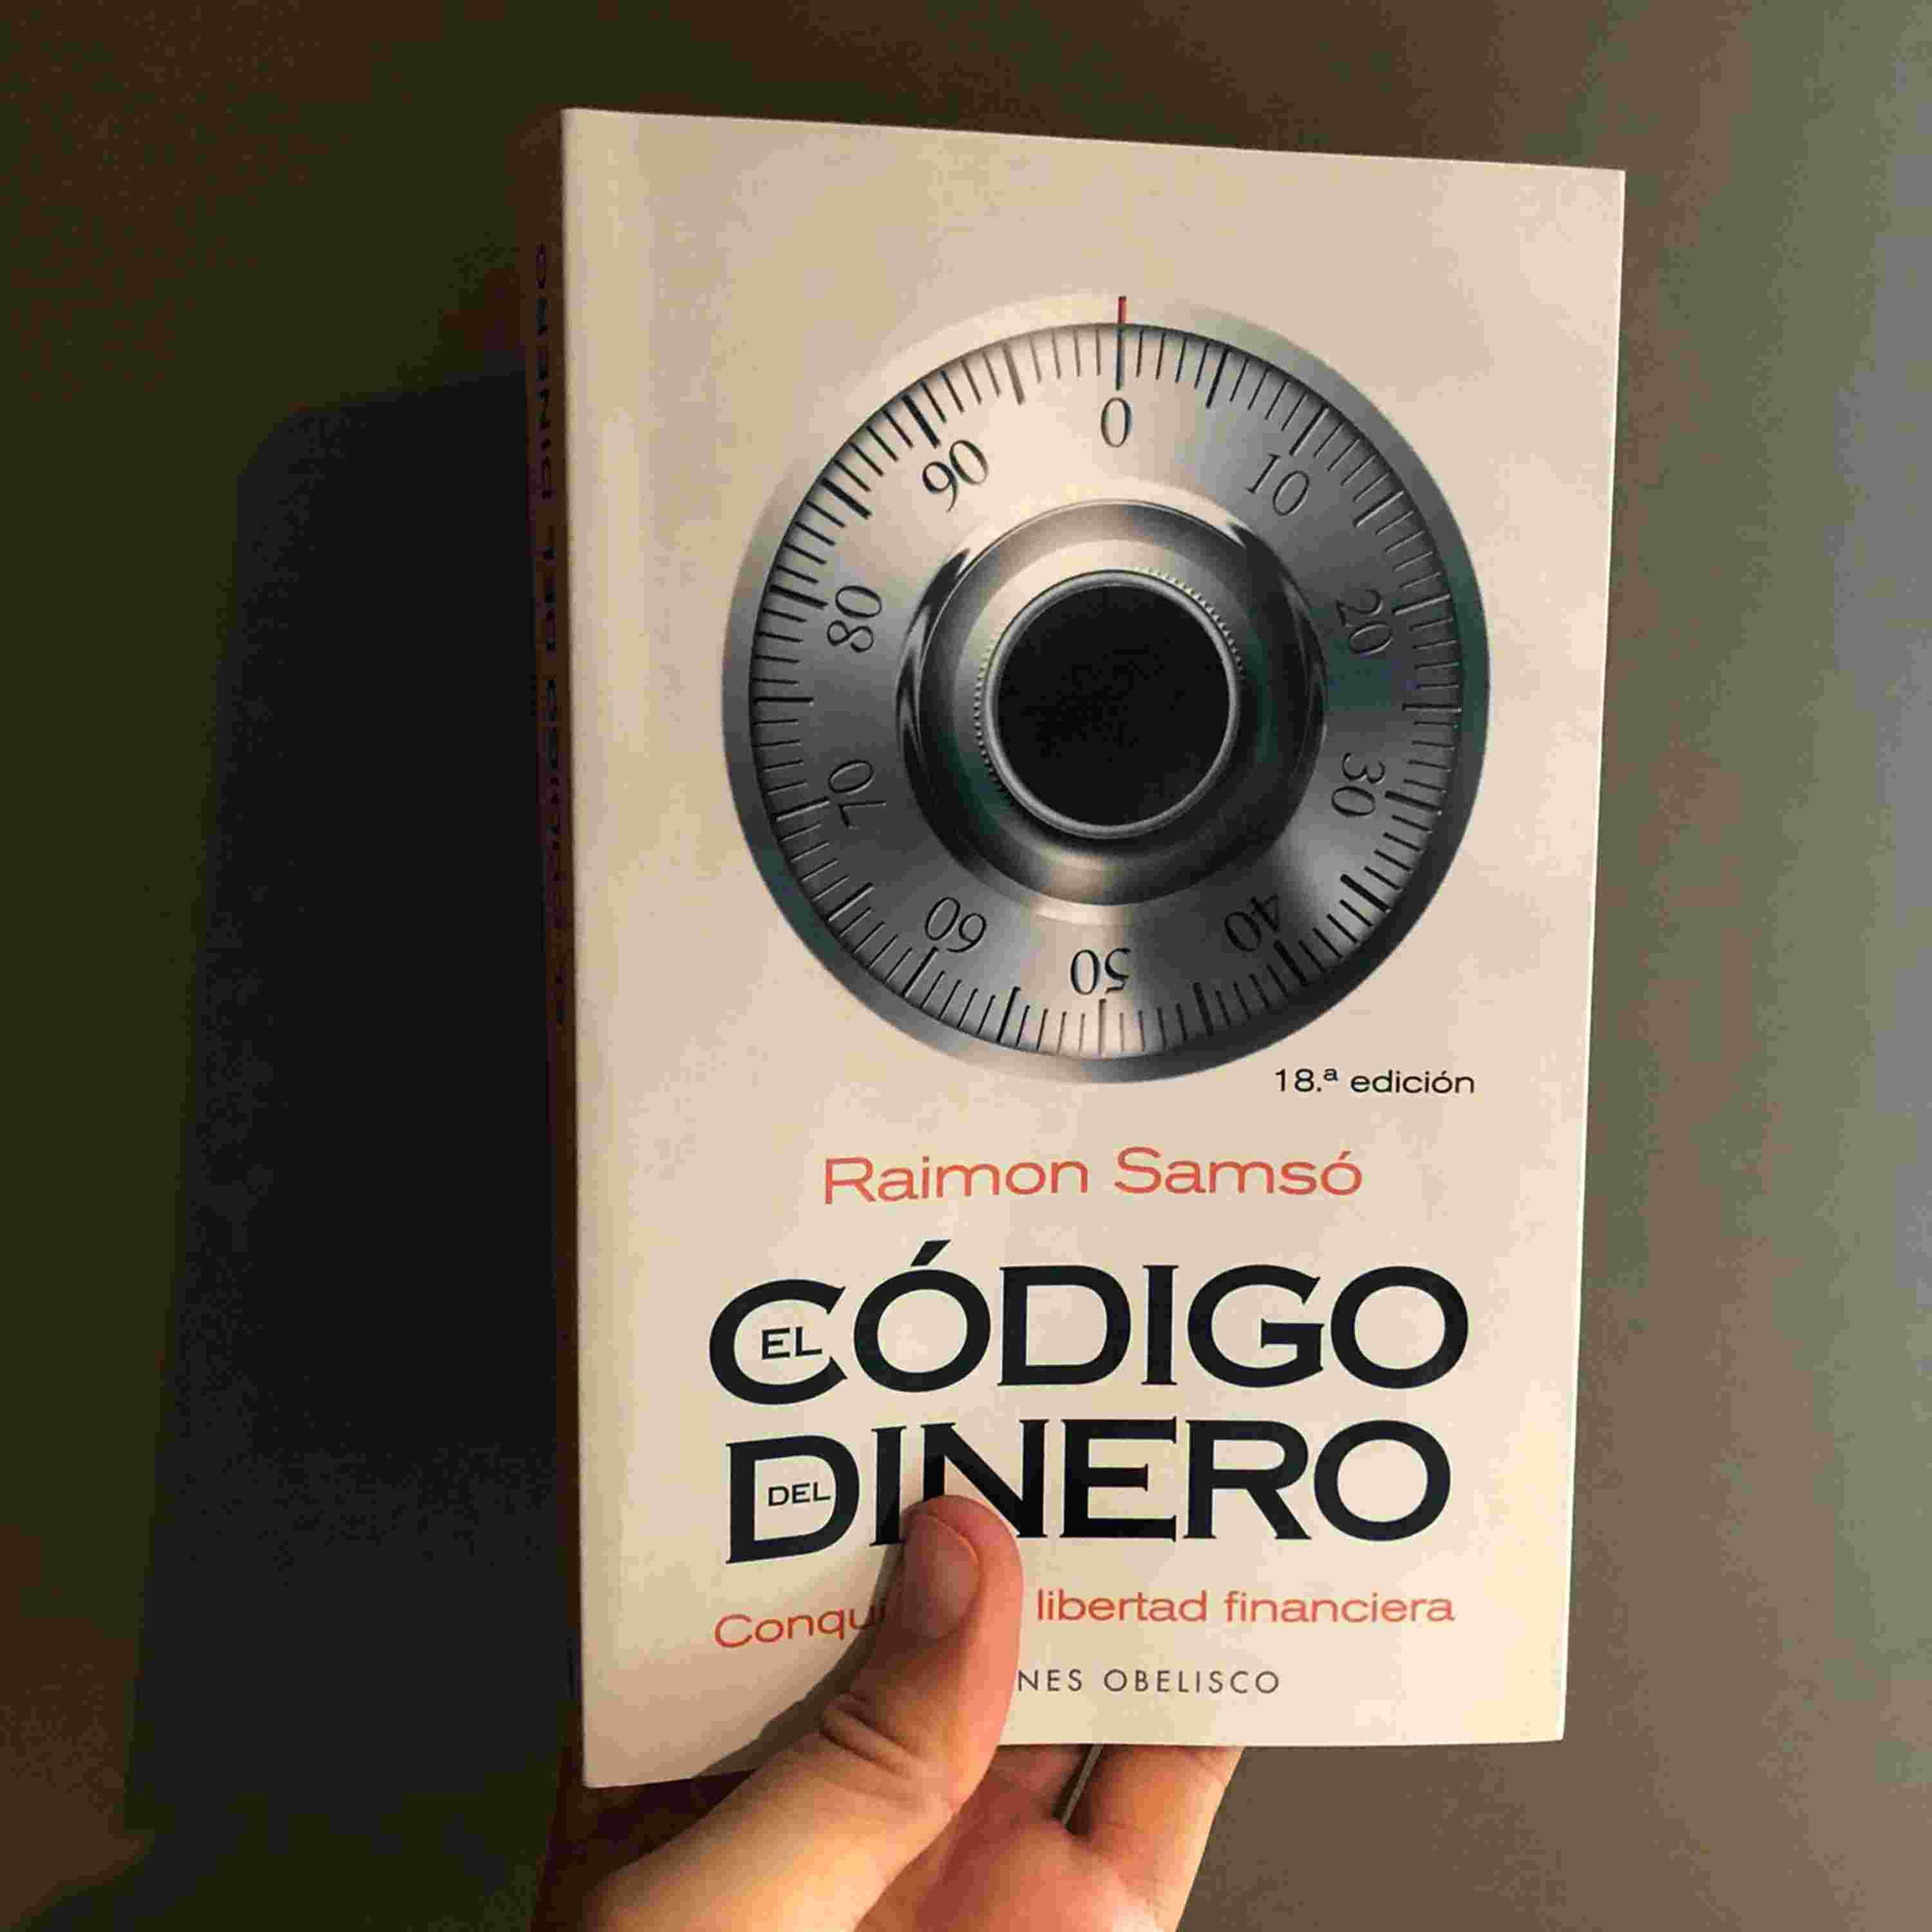 0
10
20
30
40
50
60
70
80
90
18.ª edición
Raimon Samsó
EL CÓDIGO
DEL DINERO
libertad financiera
OBELISCO